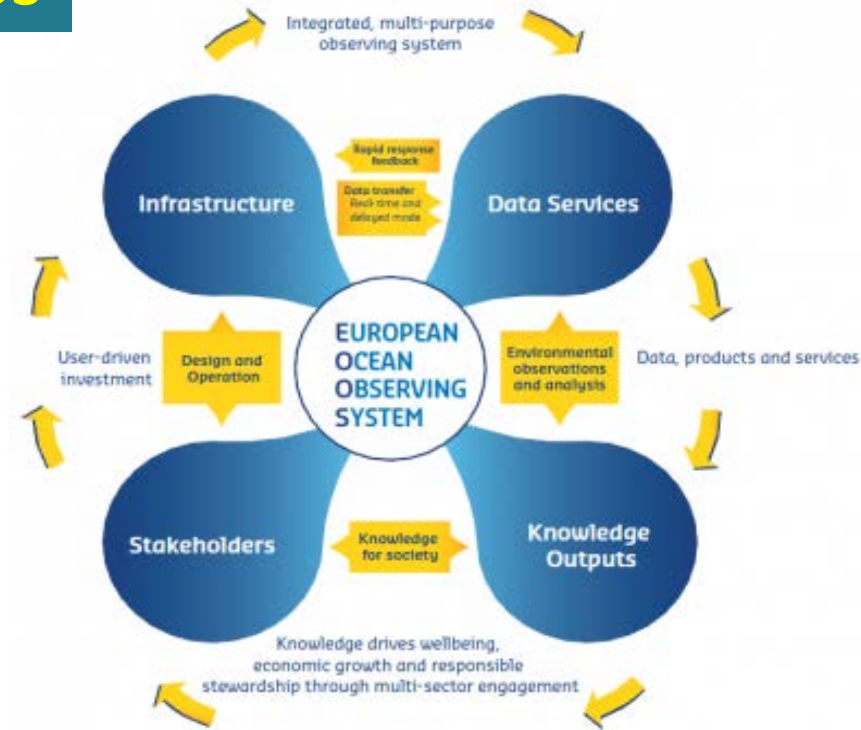 Integrated, multi-purpose
observing system
Rapid response
feedback
Data transfer
Real-time and
delayed mode
Infrastructure
Data Services
EUROPEAN
OCEAN
OBSERVING
SYSTEM
User-driven
investment
Design and
Operation
Environmental
observations
and analysis
Data, products and services
Stakeholders
Knowledge
for society
Knowledge
Outputs
Knowledge drives wellbeing,
economic growth and responsible
stewardship through multi-sector engagement